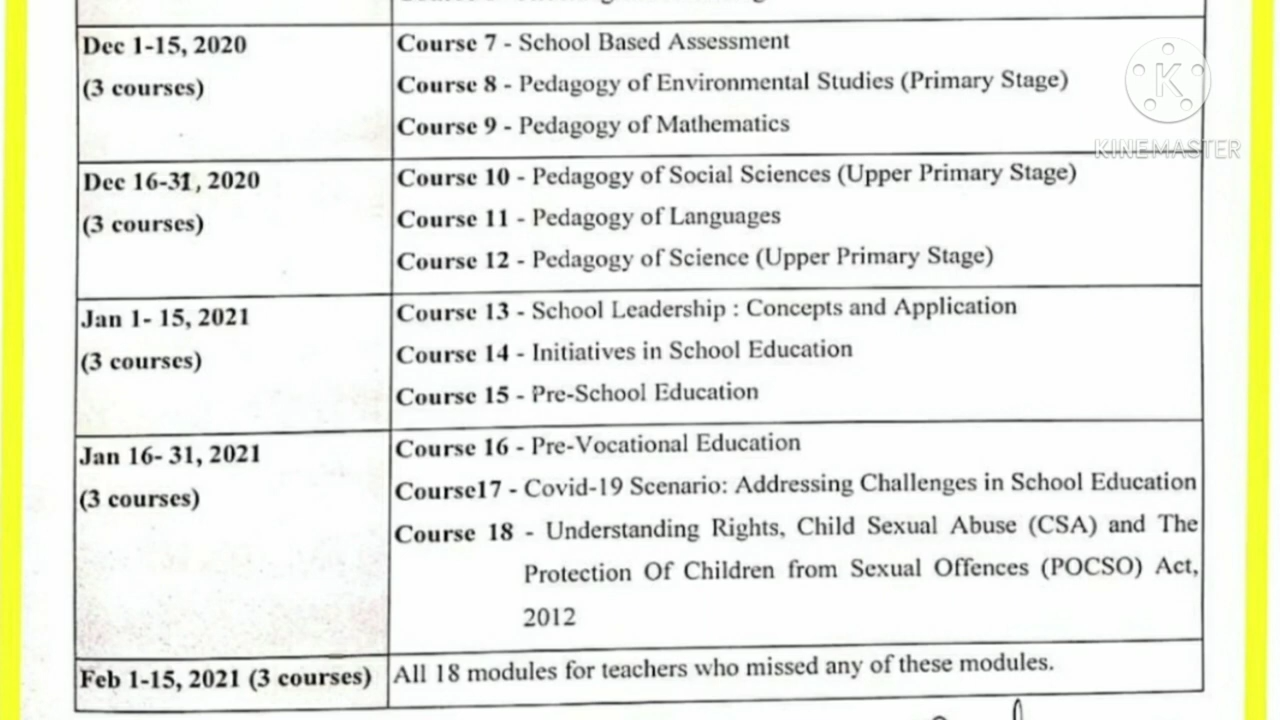 Dec 1-15, 2020
(3 courses)
Course 7 - School Based Assessment
Course 8 - Pedagogy of Environmental Studies (Primary Stage)
Course 9 - Pedagogy of Mathematics
K
KINEMASTER
Dec 16-31, 2020
(3 courses)
Course 10 - Pedagogy of Social Sciences (Upper Primary Stage)
Course 11 - Pedagogy of Languages
Course 12 - Pedagogy of Science (Upper Primary Stage)
Jan 1- 15, 2021
(3 courses)
Course 13 - School Leadership : Concepts and Application
Course 14 - Initiatives in School Education
Course 15 - Pre-School Education
Jan 16- 31, 2021
(3 courses)
Course 16 - Pre-Vocational Education
Course17 - Covid-19 Scenario: Addressing Challenges in School Education
Course 18 - Understanding Rights, Child Sexual Abuse (CSA) and The
Protection Of Children from Sexual Offences (POCSO) Act,
2012
Feb 1-15, 2021 (3 courses)
All 18 modules for teachers who missed any of these modules.